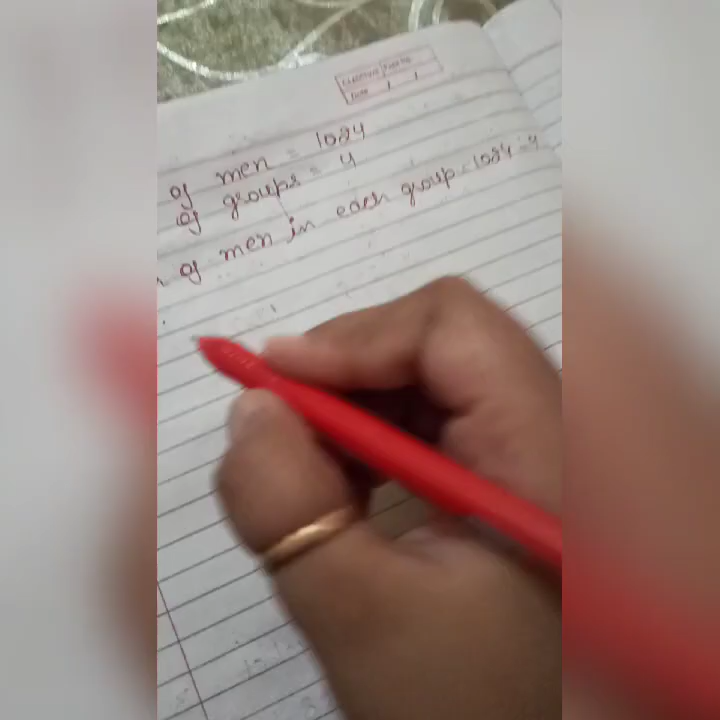 of men = 1024
of groups = 4
of men in each group = 1024 ÷ 4